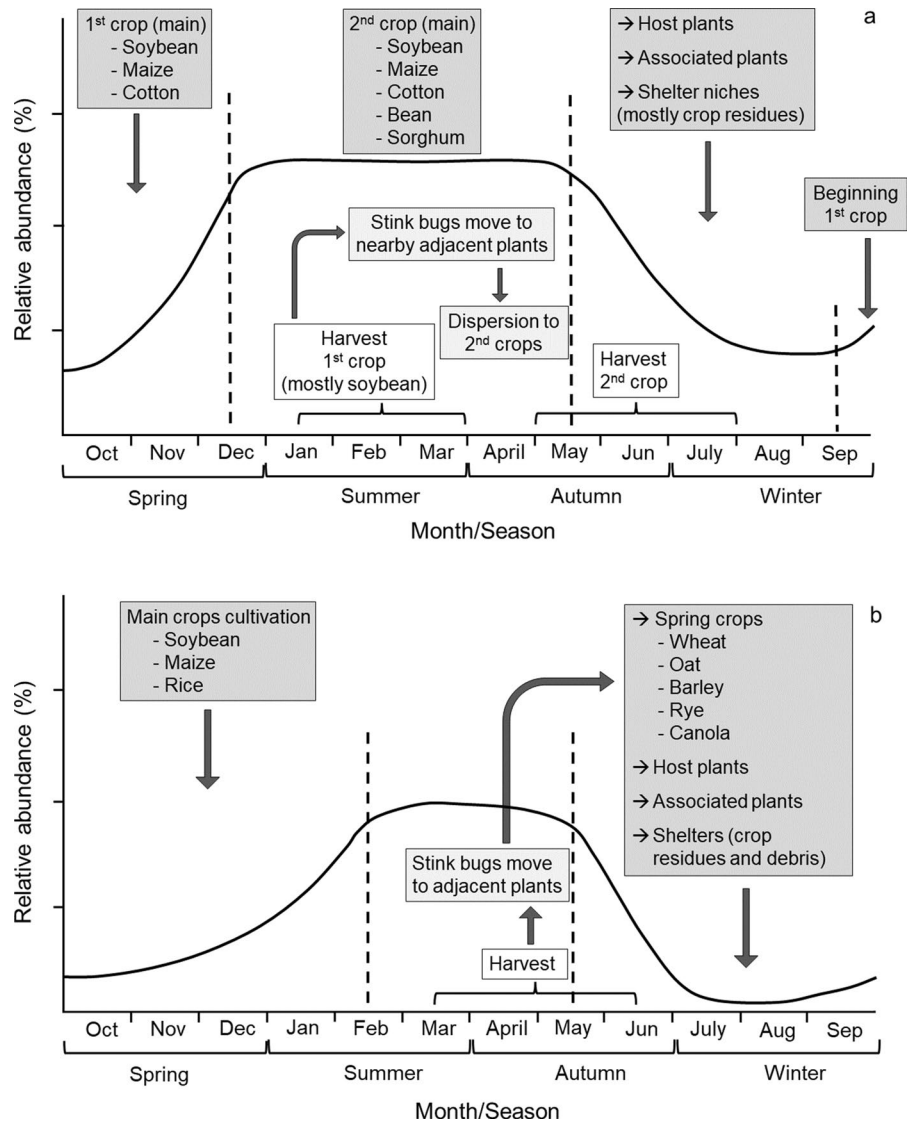 a
1st crop (main)
- Soybean
- Maize
- Cotton
2nd crop (main)
- Soybean
- Maize
- Cotton
- Bean
- Sorghum
→ Host plants
→ Associated plants
→ Shelter niches
(mostly crop residues)
Beginning
1st crop
Relative abundance (%)
Stink bugs move to
nearby adjacent plants
Dispersion to
2nd crops
Harvest
1st crop
(mostly soybean)
Harvest
2nd crop
Oct Nov Dec Jan Feb Mar April May Jun July Aug Sep
Spring Summer Autumn Winter
Month/Season
b
Main crops cultivation
- Soybean
- Maize
- Rice
→ Spring crops
- Wheat
- Oat
- Barley
- Rye
- Canola
→ Host plants
→ Associated plants
→ Shelters (crop
residues and debris)
Relative abundance (%)
Stink bugs move
to adjacent plants
Harvest
Oct Nov Dec Jan Feb Mar April May Jun July Aug Sep
Spring Summer Autumn Winter
Month/Season